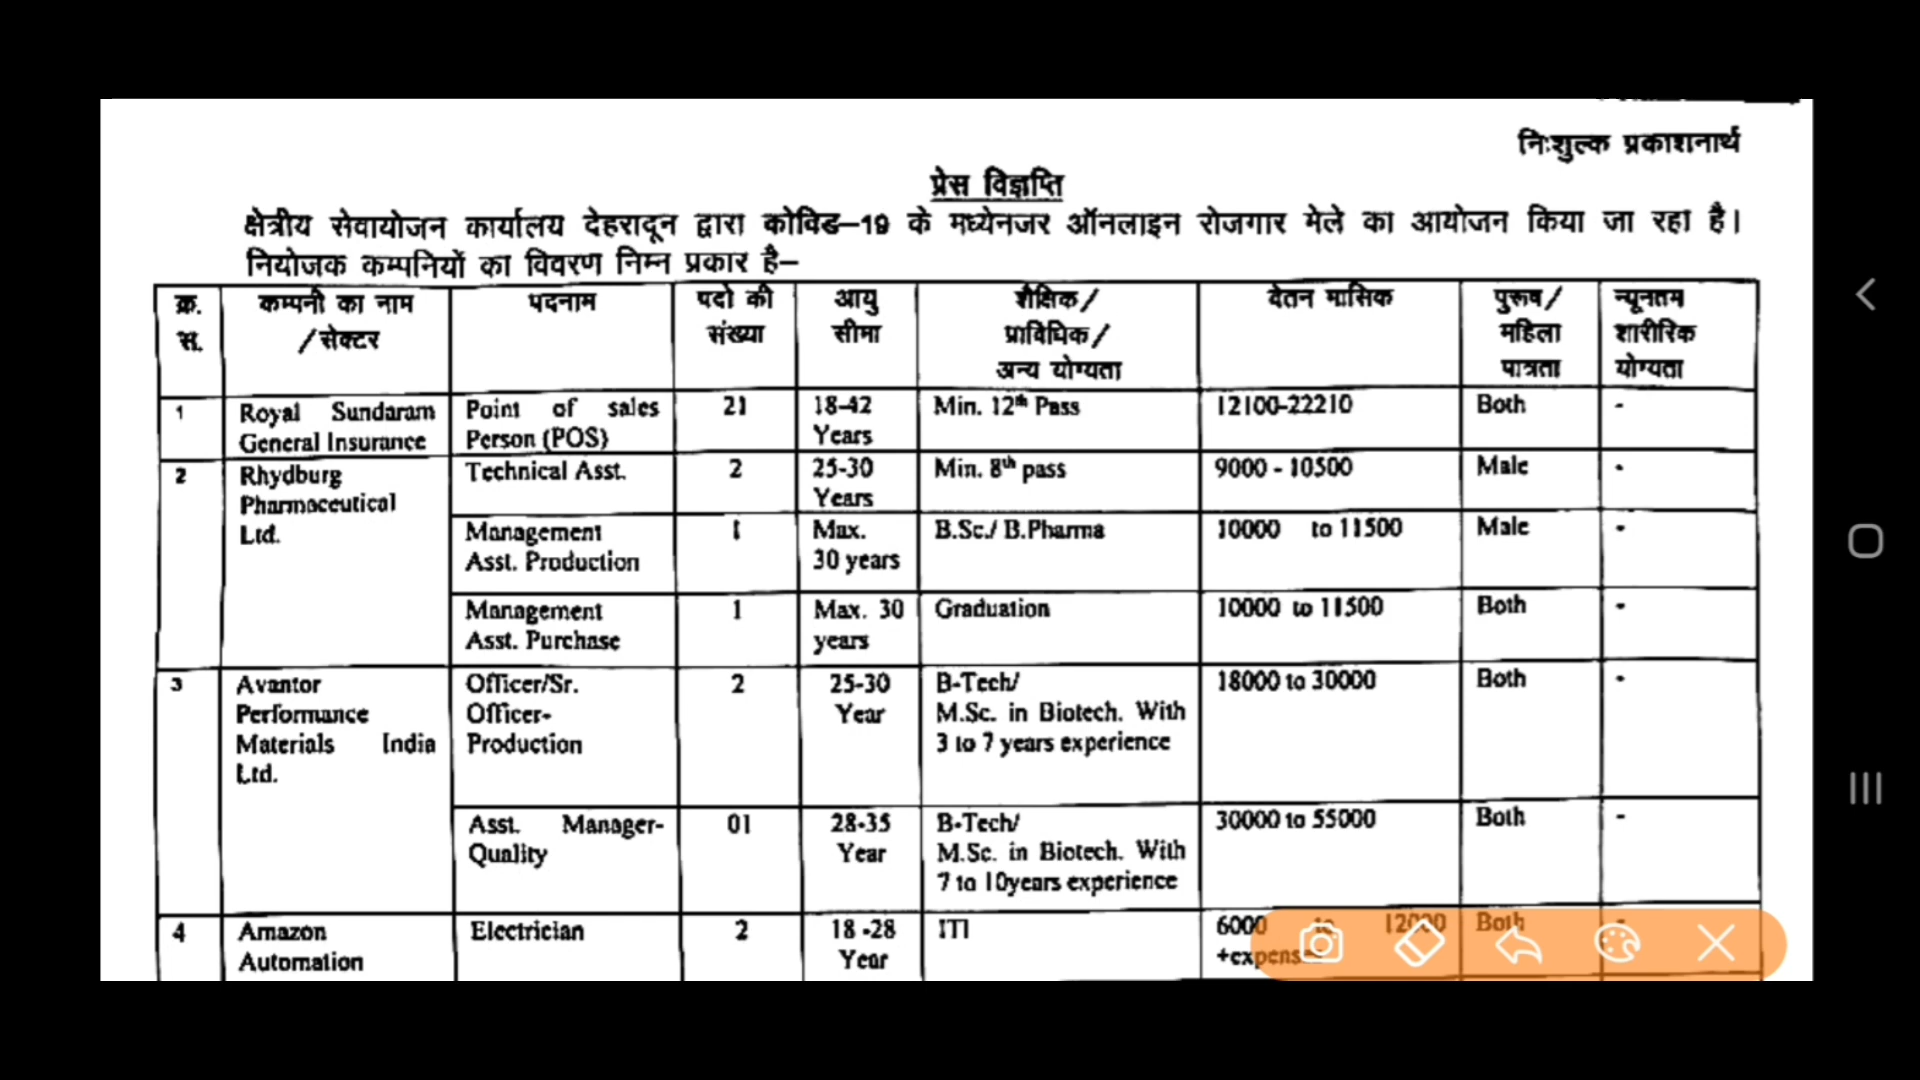 निःशुल्क प्रकाशनार्थ
प्रेस विज्ञप्ति
क्षेत्रीय सेवायोजन कार्यालय देहरादून द्वारा कोविड–19 के मध्येनजर ऑनलाइन रोजगार मेले का आयोजन किया जा रहा है।
नियोजक कम्पनियों का विवरण निम्न प्रकार है–
क्र. स. कम्पनी का नाम /सेक्टर पदनाम पदो की संख्या आयु सीमा शैक्षिक/ प्राविधिक/ अन्य योग्यता वेतन मासिक पुरूष/ महिला पात्रता न्यूनतम शारीरिक योग्यता
1 Royal Sundaram General Insurance Point of sales Person (POS) 21 18-42 Years Min. 12th Pass 12100-22210 Both -
2 Rhydburg Pharmaceutical Ltd. Technical Asst. 2 25-30 Years Min. 8th pass 9000 - 10500 Male -
Management Asst. Production 1 Max. 30 years B.Sc./ B.Pharma 10000 to 11500 Male -
Management Asst. Purchase 1 Max. 30 years Graduation 10000 to 11500 Both -
3 Avantor Performance Materials India Ltd. Officer/Sr. Officer- Production 2 25-30 Year B-Tech/ M.Sc. in Biotech. With 3 to 7 years experience 18000 to 30000 Both -
Asst. Manager- Quality 01 28-35 Year B-Tech/ M.Sc. in Biotech. With 7 to 10years experience 30000 to 55000 Both -
4 Amazon Automation Electrician 2 18 -28 Year ITI 6000 to 12000 Both -